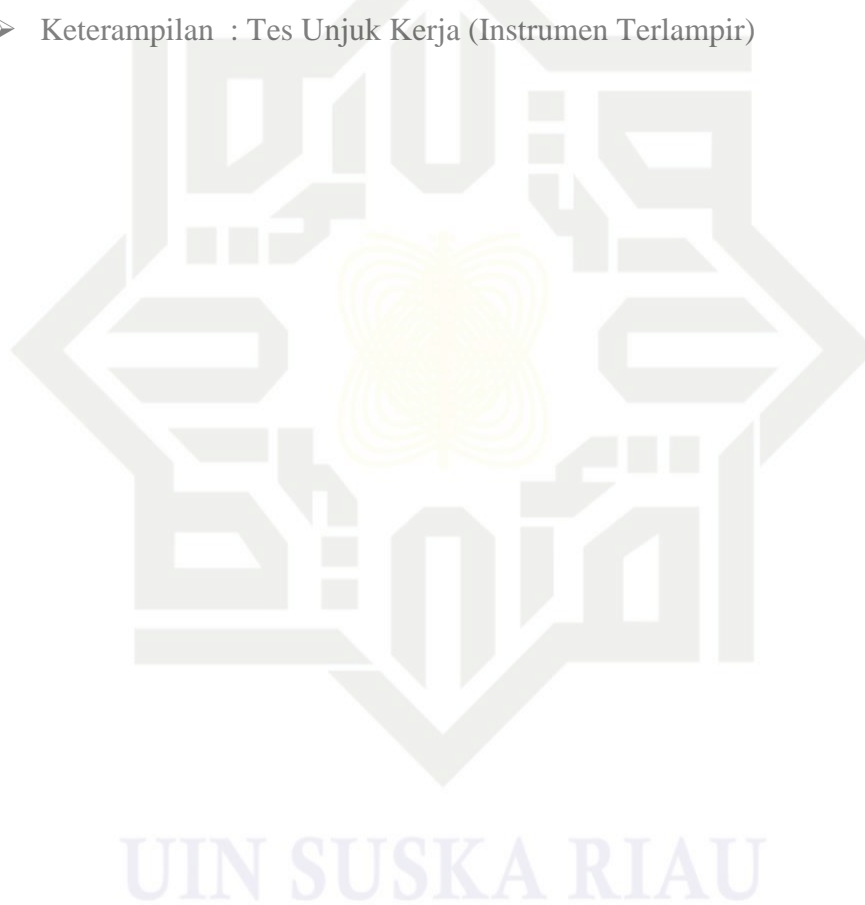 ➢ Keterampilan : Tes Unjuk Kerja (Instrumen Terlampir)
UIN SUSKA RIAU